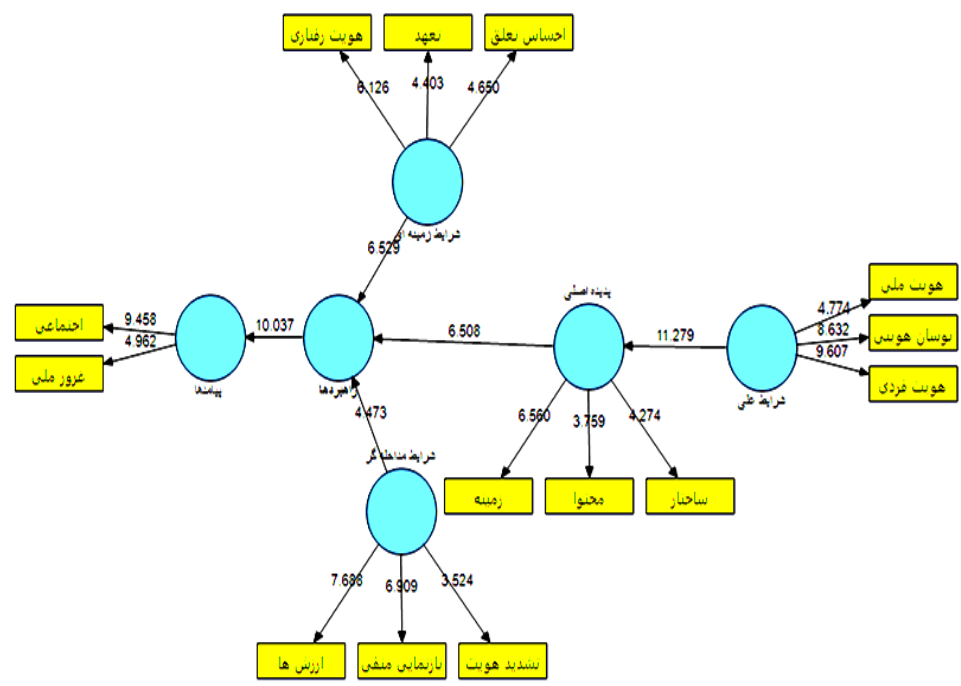 هویت رفتاری
تعهد
احساس تعلق
6.126
4.403
4.650
شرایط زمینه ای
6.529
هویت ملی
نوسان هویتی
هویت فردی
4.774
8.632
9.607
شرایط علی
11.279
پدیده اصلی
6.508
راهبردها
10.037
پیامدها
9.458
4.962
اجتماعی
غرور ملی
6.560
3.759
4.274
زمینه
محتوا
ساختار
4.473
شرایط مداخله گر
7.688
6.909
3.524
ارزش ها
بازنمایی منفی
تشدید هویت